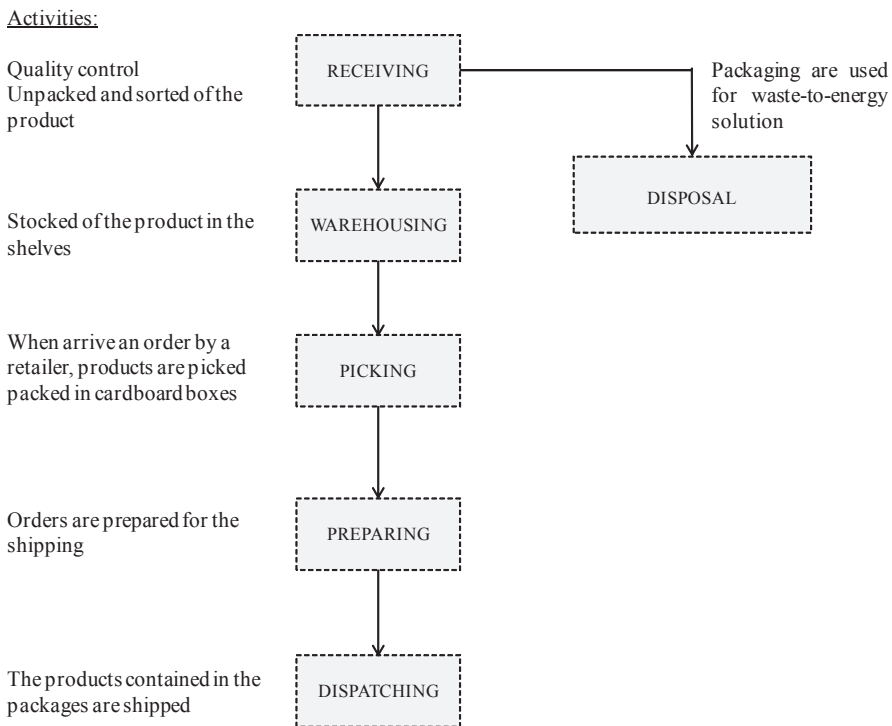 Activities:
Quality control
Unpacked and sorted of the
product
RECEIVING
Packaging are used
for waste-to-energy
solution
DISPOSAL
Stocked of the product in the
shelves
WAREHOUSING
When arrive an order by a
retailer, products are picked
packed in cardboard boxes
PICKING
Orders are prepared for the
shipping
PREPARING
The products contained in the
packages are shipped
DISPATCHING